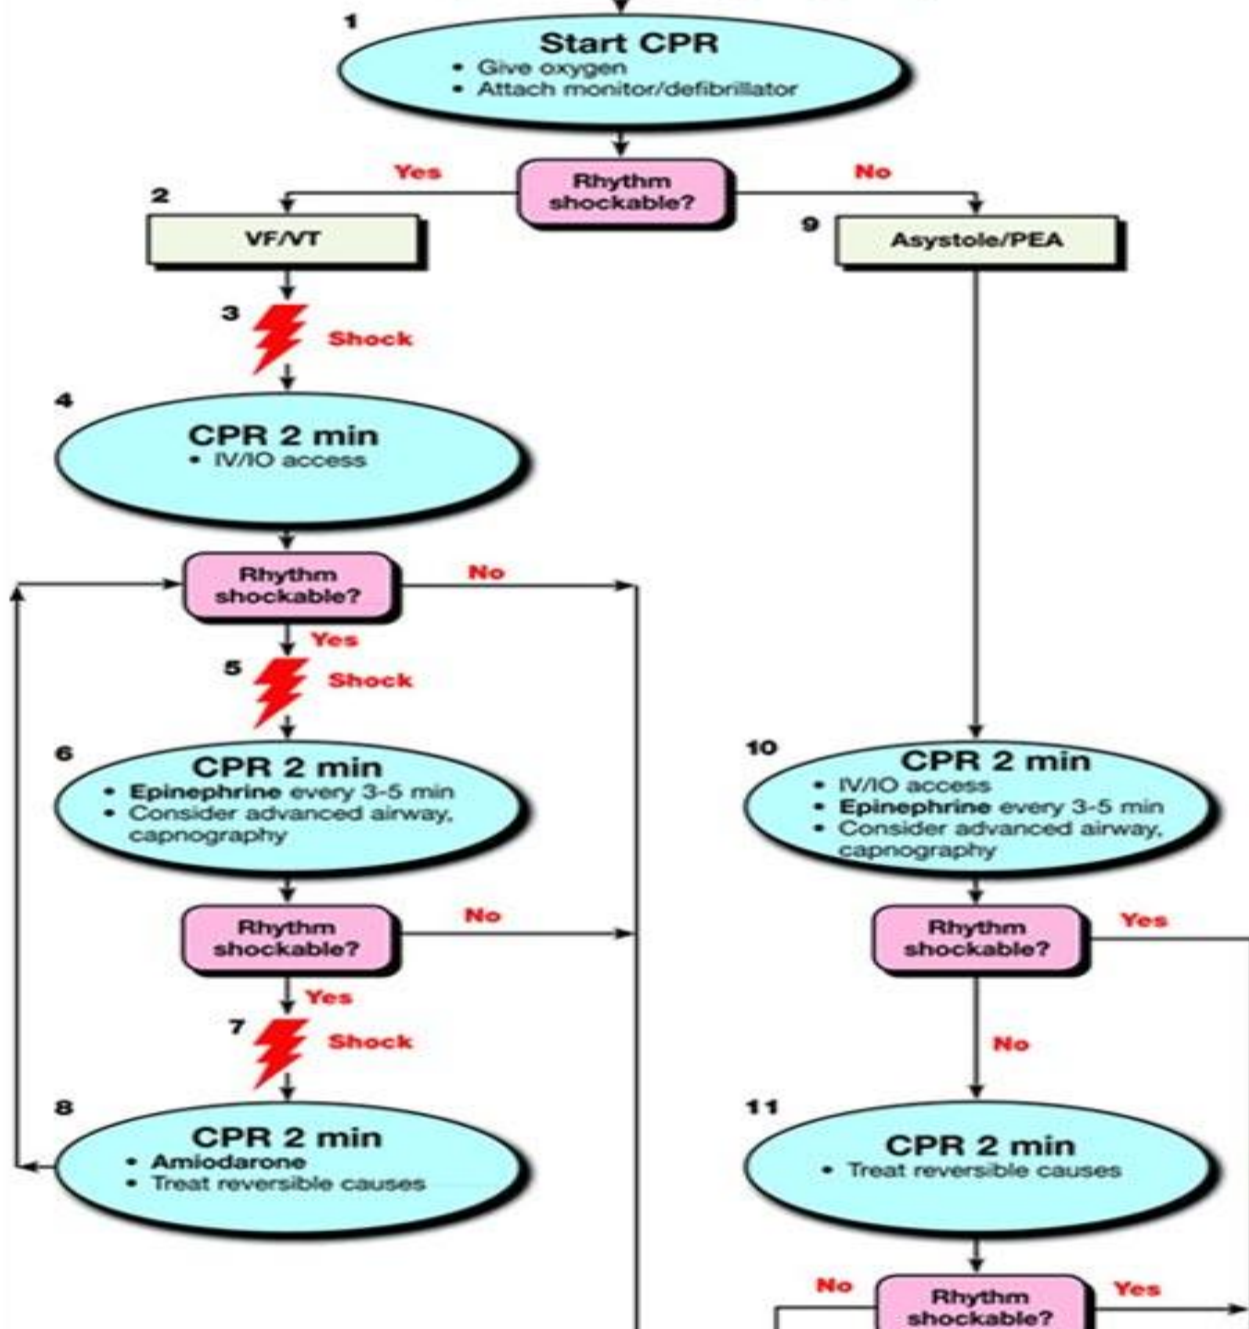 1
Start CPR
• Give oxygen
• Attach monitor/defibrillator
Rhythm
shockable?
Yes
No
2
VF/VT
9
Asystole/PEA
3
Shock
4
CPR 2 min
• IV/IO access
Rhythm
shockable?
No
Yes
5
Shock
6
CPR 2 min
• Epinephrine every 3-5 min
• Consider advanced airway,
capnography
Rhythm
shockable?
No
Yes
7
Shock
8
CPR 2 min
• Amiodarone
• Treat reversible causes
10
CPR 2 min
• IV/IO access
• Epinephrine every 3-5 min
• Consider advanced airway,
capnography
Rhythm
shockable?
Yes
No
11
CPR 2 min
• Treat reversible causes
No
Rhythm
shockable?
Yes